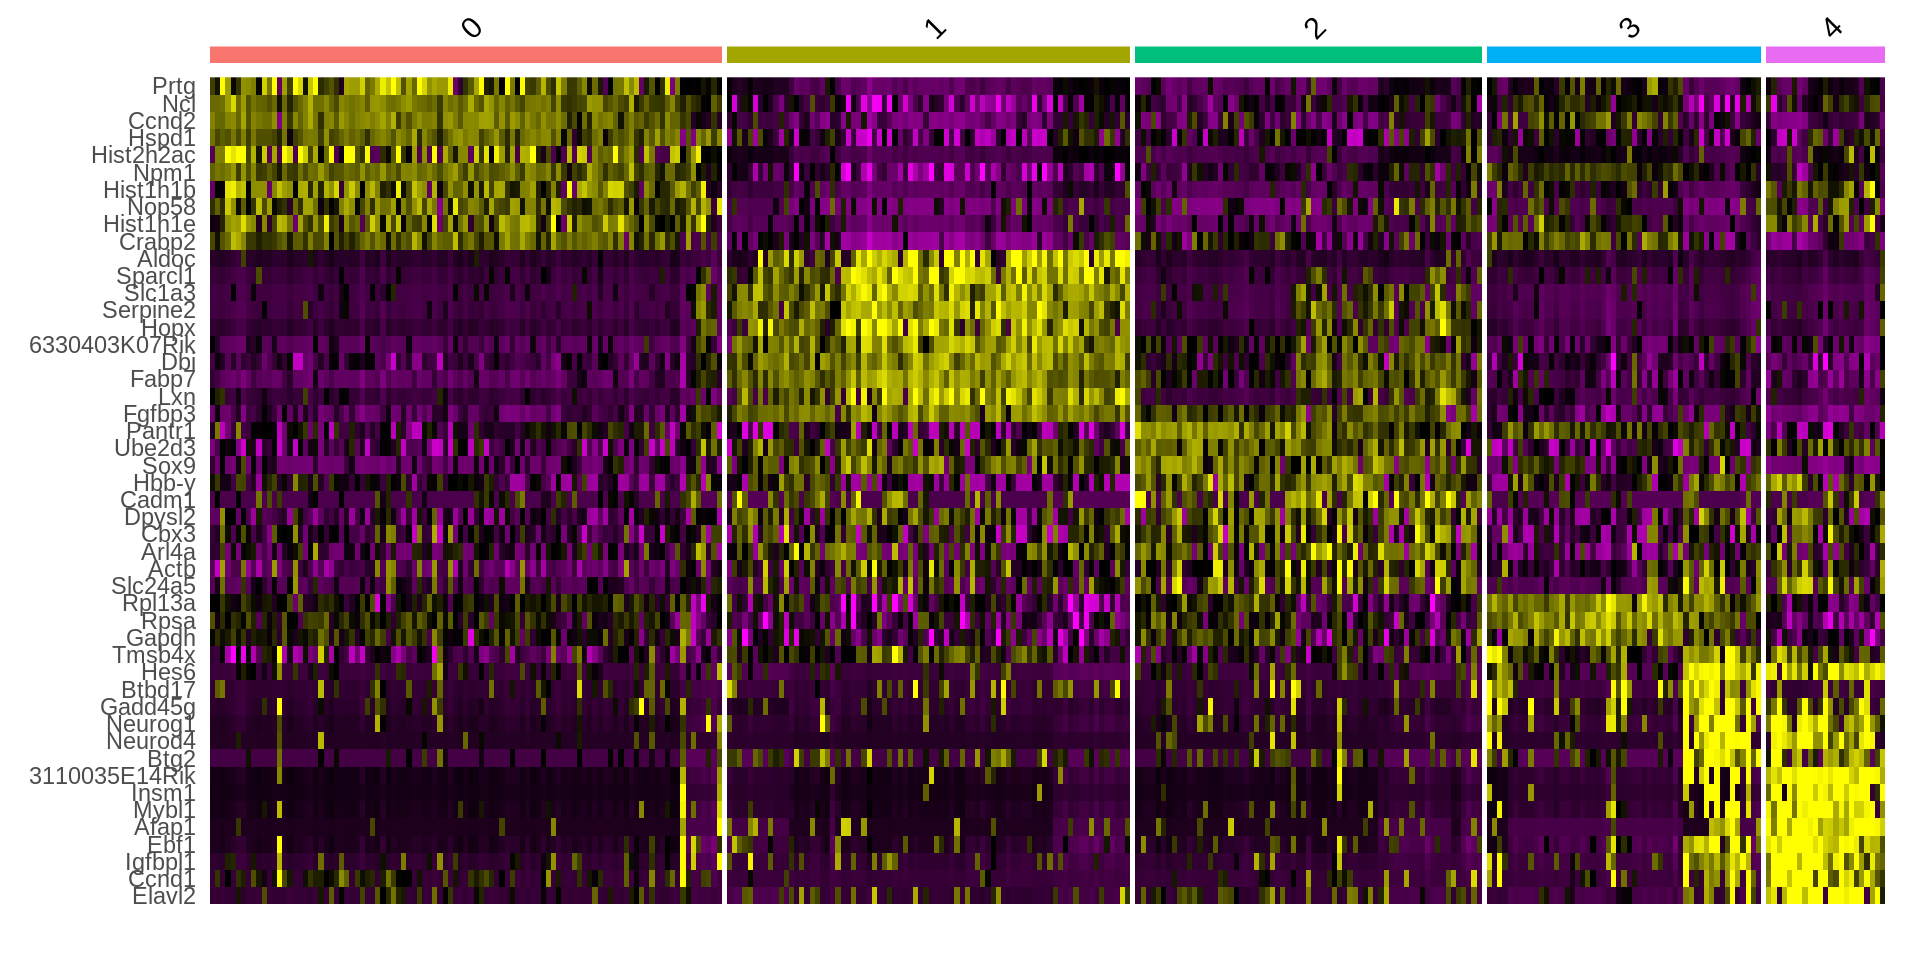 0 1 2 3 4
Prtg
Ncl
Ccnd2
Hspd1
Hist2h2ac
Npm1
Hist1h1b
Nop58
Hist1h1e
Crabp2
Aldoc
Sparcl1
Slc1a3
Serpine2
Hopx
6330403K07Rik
Dbi
Fabp7
Lxn
Fgfbp3
Pantr1
Ube2d3
Sox9
Hbb-y
Cadm1
Dpysl2
Cbx3
Arl4a
Actb
Slc24a5
Rpl13a
Rpsa
Gapdh
Tmsb4x
Hes6
Btbd17
Gadd45g
Neurog1
Neurod4
Btg2
3110035E14Rik
Insm1
Mybl1
Afap1
Ebf1
Igfbpl1
Ccnd1
Elavl2